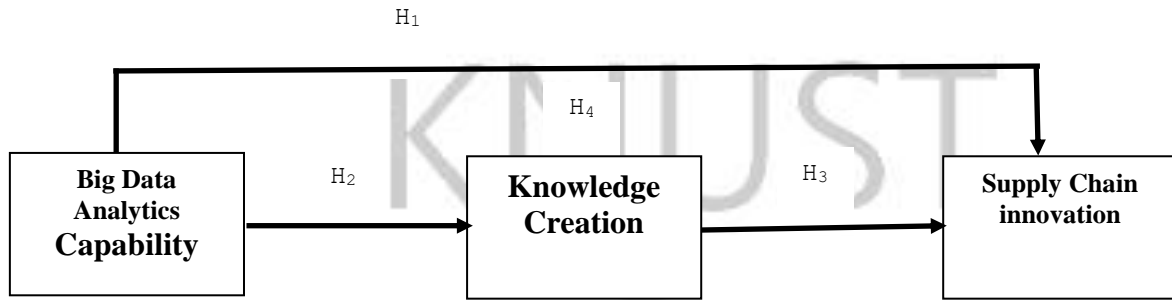 H₁
KNUST
H₄
Big Data
Analytics
Capability
H₂
Knowledge
Creation
H₃
Supply Chain
innovation